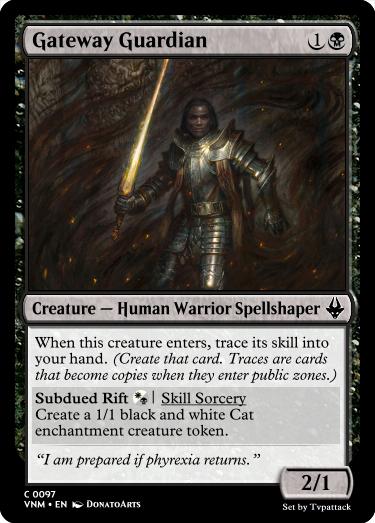 Gateway Guardian 1
Creature — Human Warrior Spellshaper
When this creature enters, trace its skill into
your hand. (Create that card. Traces are cards
that become copies when they enter public zones.)
Subdued Rift | Skill Sorcery
Create a 1/1 black and white Cat
enchantment creature token.
"I am prepared if phyrexia returns."
2/1
C 0097
VNM • EN DonatoArts
Set by Tvpattack